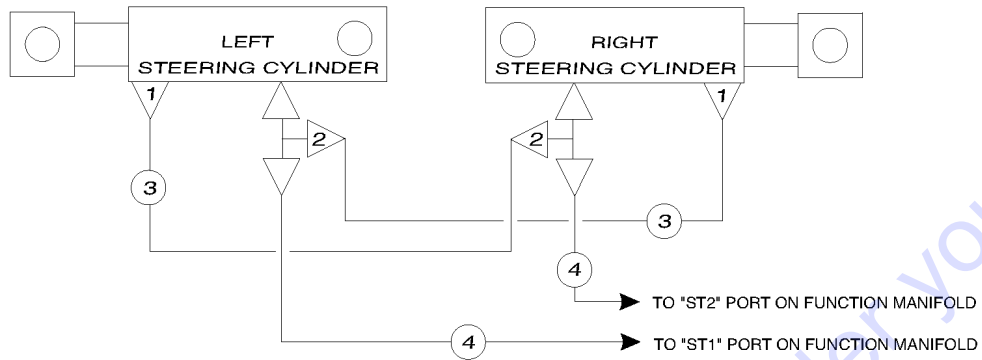 LEFT
STEERING CYLINDER
RIGHT
STEERING CYLINDER
1
1
2
2
3
3
4
TO "ST2" PORT ON FUNCTION MANIFOLD
4
TO "ST1" PORT ON FUNCTION MANIFOLD